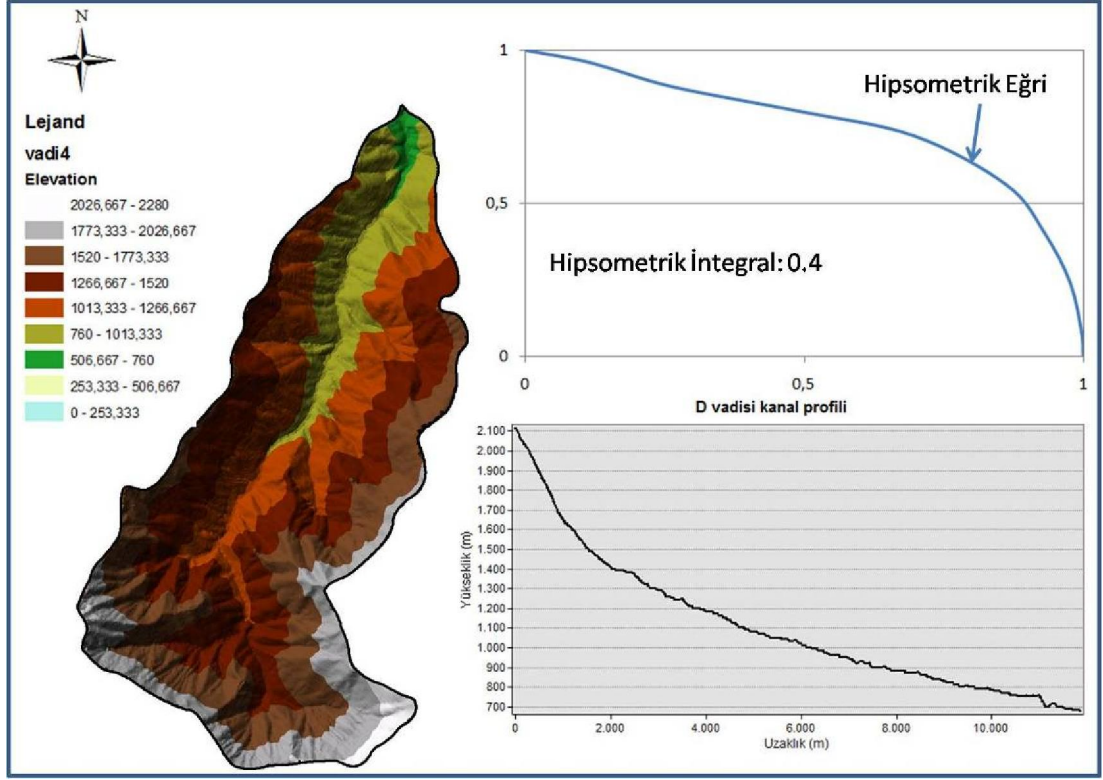 N
Lejand
vadi4
Elevation
2026,667 - 2280
1773,333 - 2026,667
1520 - 1773,333
1266,667 - 1520
1013,333 - 1266,667
760 - 1013,333
506,667 - 760
253,333 - 506,667
0 - 253,333
1
0,5
0
0
0,5
1
Hipsometrik Eğri
Hipsometrik İntegral: 0.4
D vadisi kanal profili
2.100
2.000
1.900
1.800
1.700
1.600
1.500
1.400
1.300
1.200
1.100
1.000
900
800
700
Yükseklik (m)
0
2.000
4.000
6.000
8.000
10.000
Uzaklık (m)